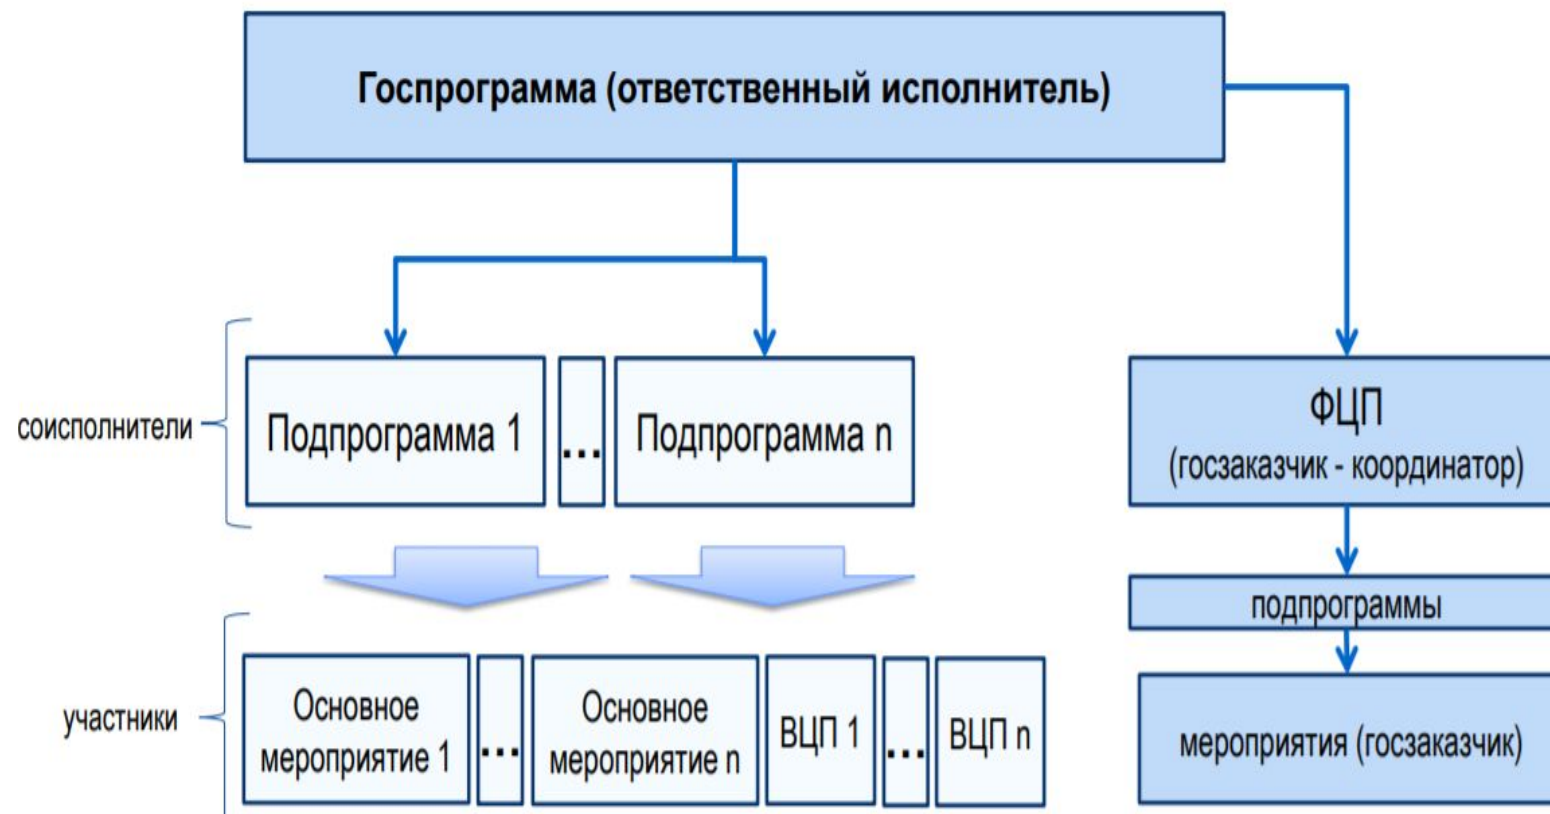 Госпрограмма (ответственный исполнитель)
соисполнители
Подпрограмма 1
...
Подпрограмма n
ФЦП
(госзаказчик - координатор)
подпрограммы
участники
Основное
мероприятие 1
...
Основное
мероприятие n
ВЦП 1
...
ВЦП n
мероприятия (госзаказчик)